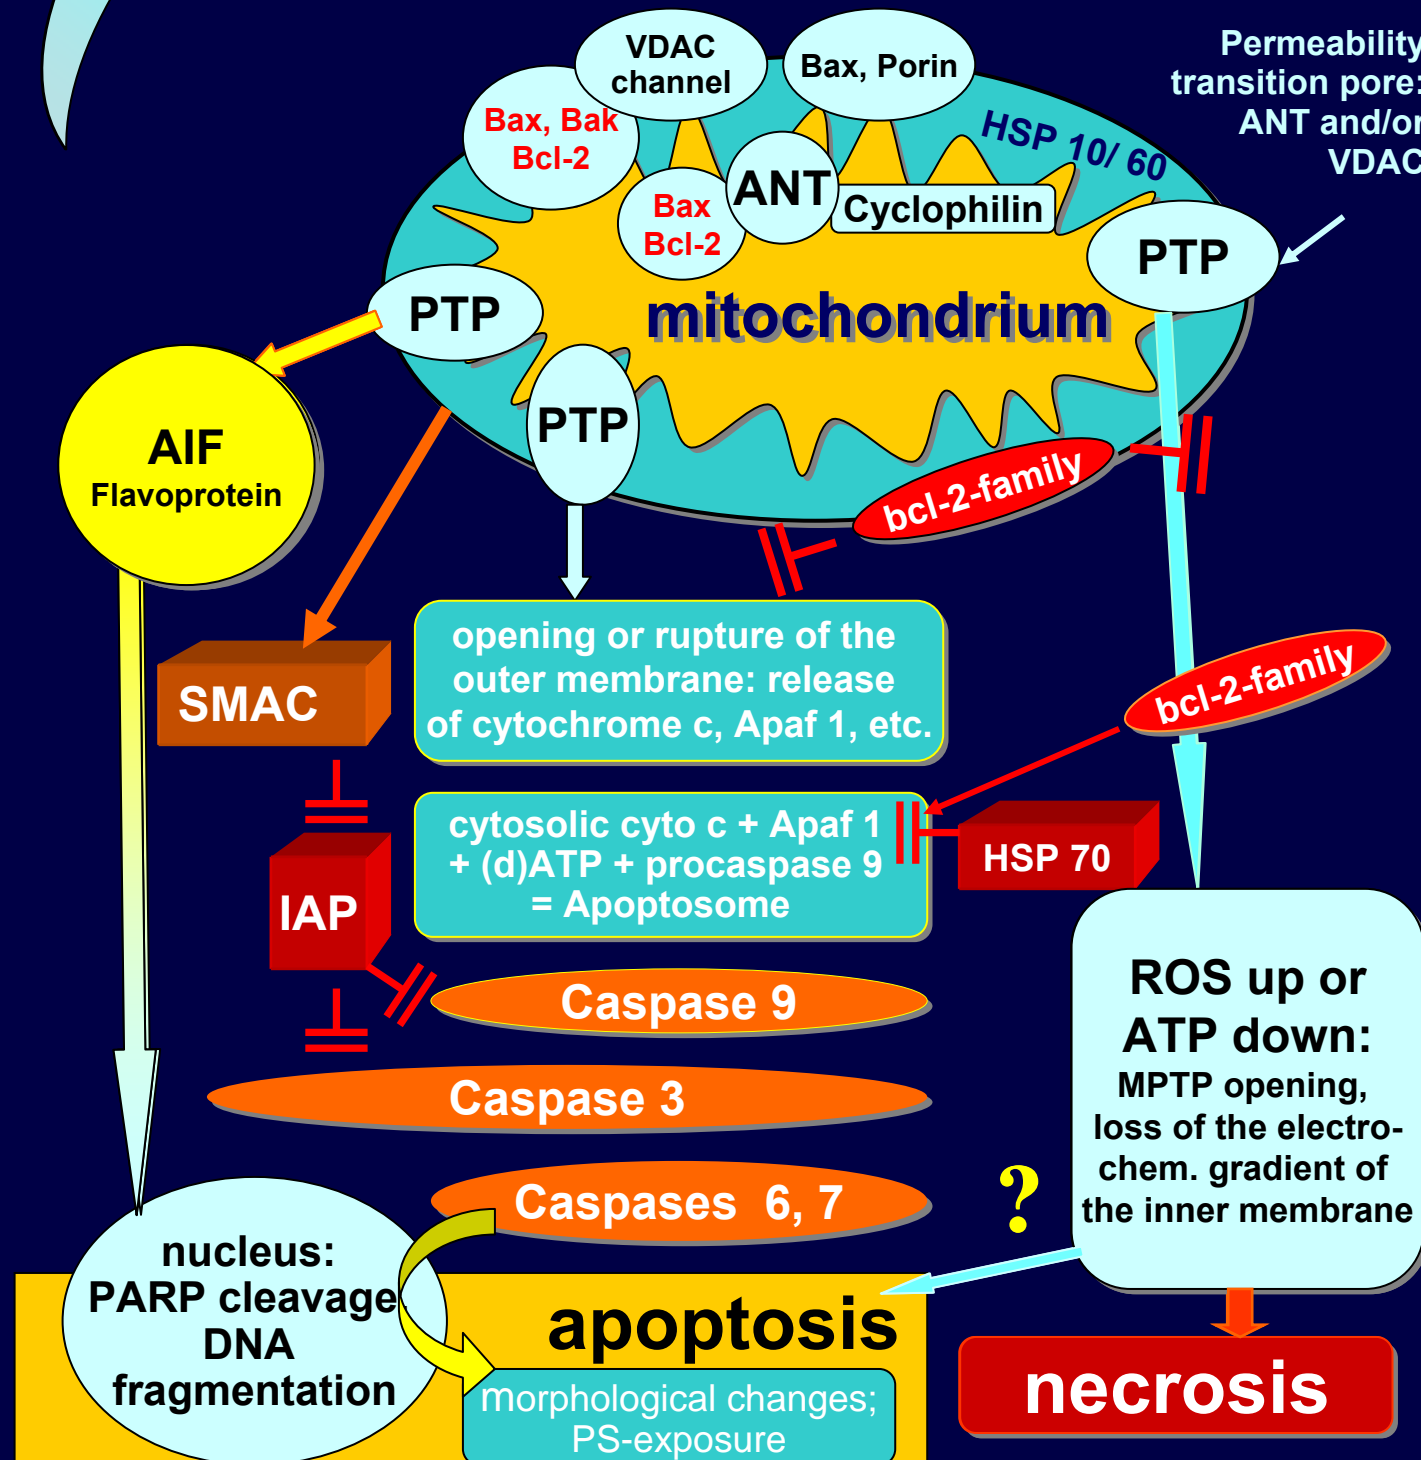 VDAC
channel
Bax, Porin
Permeability
transition pore:
ANT and/or
VDAC
Bax, Bak
Bcl-2
HSP 10/ 60
Bax
Bcl-2
ANT
Cyclophilin
PTP
PTP
mitochondrium
PTP
AIF
Flavoprotein
bcl-2-family
opening or rupture of the
outer membrane: release
of cytochrome c, Apaf 1, etc.
SMAC
bcl-2-family
cytosolic cyto c + Apaf 1
+ (d)ATP + procaspase 9
= Apoptosome
HSP 70
IAP
Caspase 9
ROS up or
ATP down:
MPTP opening,
loss of the electro-
chem. gradient of
the inner membrane
Caspase 3
Caspases 6, 7
?
nucleus:
PARP cleavage
DNA
fragmentation
apoptosis
morphological changes;
PS-exposure
necrosis